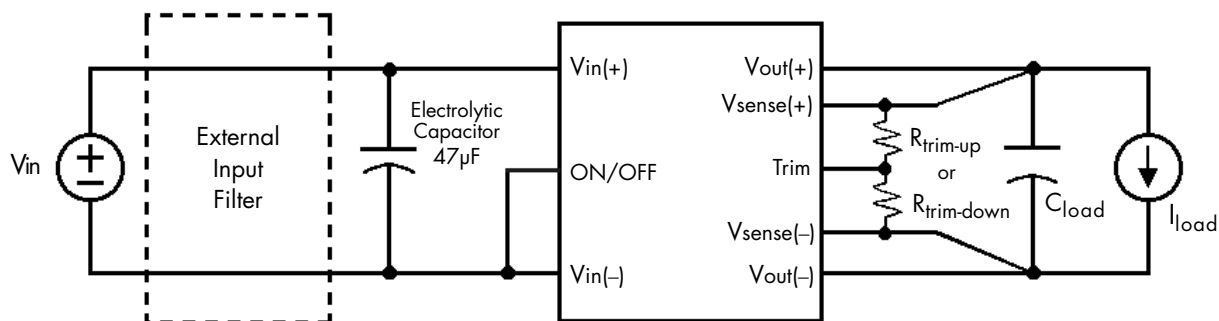 Vin
+
−
External
Input
Filter
Electrolytic
Capacitor
47µF
Vin(+)
ON/OFF
Vin(−)
Vout(+)
Vsense(+)
Trim
Vsense(−)
Vout(−)
Rtrim-up
or
Rtrim-down
Cload
Iload